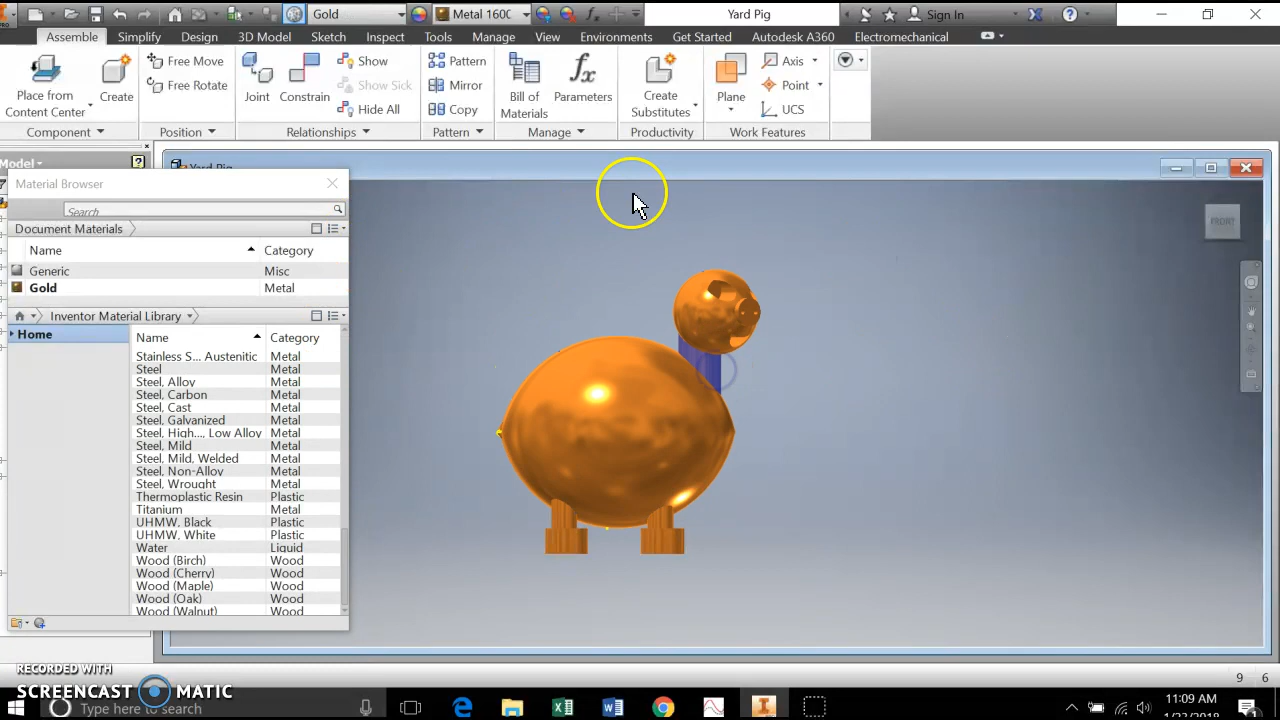 PRO
Gold
Metal 1600
Yard Pig
Sign In
Assemble Simplify Design 3D Model Sketch Inspect Tools Manage View Environments Get Started Autodesk A360 Electromechanical
Place from Content Center
Create
Free Move
Free Rotate
Joint
Constrain
Show
Show Sick
Hide All
Pattern
Mirror
Copy
Bill of Materials
Parameters
Create Substitutes
Plane
Axis
Point
UCS
Component Position Relationships Pattern Manage Productivity Work Features
Model
Yard Pig
Material Browser
Search
Document Materials
Name Category
Generic Misc
Gold Metal
Inventor Material Library
Home
Name Category
Stainless S... Austenitic Metal
Steel Metal
Steel, Alloy Metal
Steel, Carbon Metal
Steel, Cast Metal
Steel, Galvanized Metal
Steel, High..., Low Alloy Metal
Steel, Mild Metal
Steel, Mild, Welded Metal
Steel, Non-Alloy Metal
Steel, Wrought Metal
Thermoplastic Resin Plastic
Titanium Metal
UHMW, Black Plastic
UHMW, White Plastic
Water Liquid
Wood (Birch) Wood
Wood (Cherry) Wood
Wood (Maple) Wood
Wood (Oak) Wood
Wood (Walnut) Wood
FRONT
9 6
RECORDED WITH
SCREENCAST MATIC
Type here to search
11:09 AM